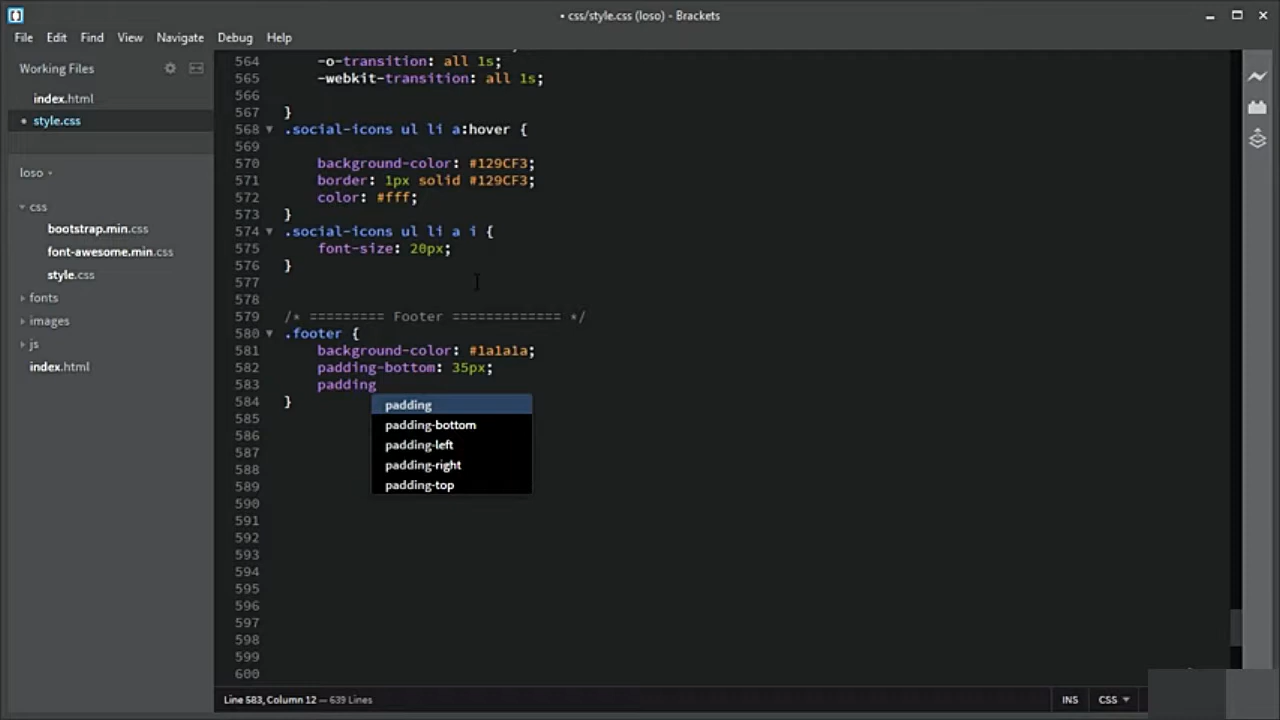 • css/style.css (loso) - Brackets
File Edit Find View Navigate Debug Help
Working Files
index.html
• style.css
loso
css
bootstrap.min.css
font-awesome.min.css
style.css
fonts
images
js
index.html
564 -o-transition: all 1s;
565 -webkit-transition: all 1s;
566
567 }
568 .social-icons ul li a:hover {
569
570 background-color: #129CF3;
571 border: 1px solid #129CF3;
572 color: #fff;
573 }
574 .social-icons ul li a i {
575 font-size: 20px;
576 }
577
578
579 /* ========= Footer ============= */
580 .footer {
581 background-color: #1a1a1a;
582 padding-bottom: 35px;
583 padding
584 }
padding
padding-bottom
padding-left
padding-right
padding-top
585
586
587
588
589
590
591
592
593
594
595
596
597
598
599
600
Line 583, Column 12 — 639 Lines
INS CSS